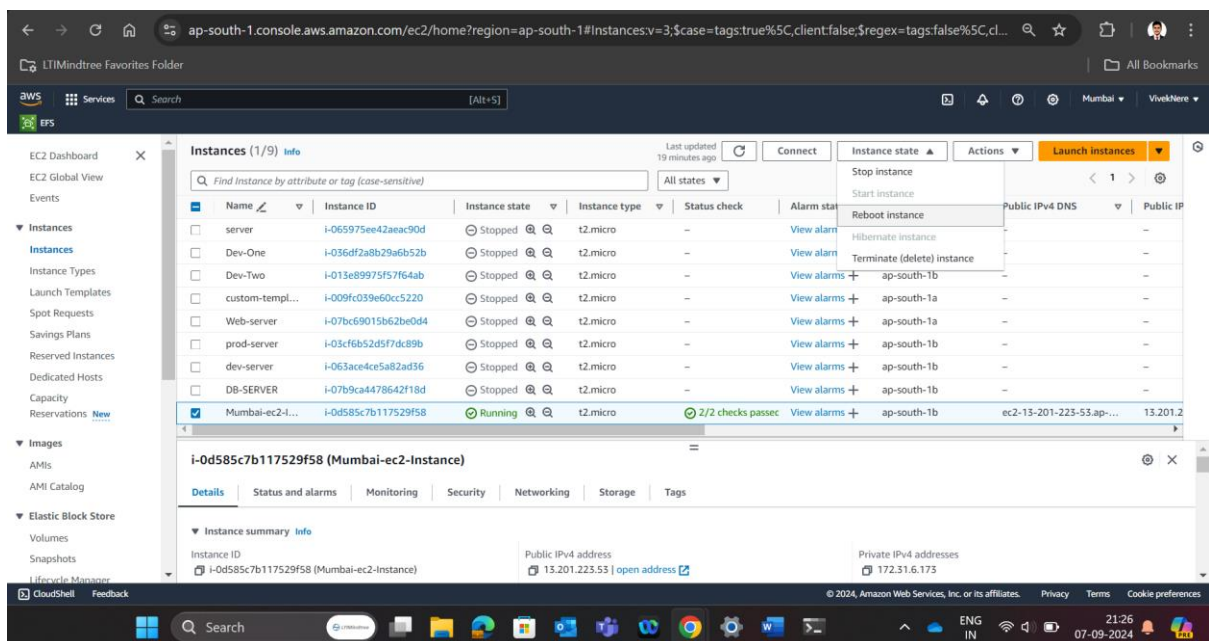 ap-south-1.console.aws.amazon.com/ec2/home?region=ap-south-1#Instances:v=3;$case=tags:true%5C,client:false;$regex=tags:false%5C,cl...
LTIMindtree Favorites Folder
All Bookmarks
aws Services Search [Alt+S] Mumbai VivekNere
EFS
EC2 Dashboard
EC2 Global View
Events
Instances
Instances
Instance Types
Launch Templates
Spot Requests
Savings Plans
Reserved Instances
Dedicated Hosts
Capacity
Reservations New
Images
AMIs
AMI Catalog
Elastic Block Store
Volumes
Snapshots
Lifecycle Manager
Instances (1/9) Info
Last updated
19 minutes ago
Connect Instance state Actions Launch instances
Find Instance by attribute or tag (case-sensitive) All states
< 1 >
Stop instance
Start instance
Reboot instance
Hibernate instance
Terminate (delete) instance
Name Instance ID Instance state Instance type Status check Alarm stat Public IPv4 DNS Public IP
server i-065975ee42aeac90d Stopped t2.micro – View alarm – –
Dev-One i-036df2a8b29a6b52b Stopped t2.micro – View alarm – –
Dev-Two i-013e89975f57f64ab Stopped t2.micro – View alarms + ap-south-1b – –
custom-templ... i-009fc039e60cc5220 Stopped t2.micro – View alarms + ap-south-1a – –
Web-server i-07bc69015b62be0d4 Stopped t2.micro – View alarms + ap-south-1a – –
prod-server i-03cf6b52d5f7dc89b Stopped t2.micro – View alarms + ap-south-1b – –
dev-server i-063ace4ce5a82ad36 Stopped t2.micro – View alarms + ap-south-1b – –
DB-SERVER i-07b9ca4478642f18d Stopped t2.micro – View alarms + ap-south-1b – –
Mumbai-ec2-I... i-0d585c7b117529f58 Running t2.micro 2/2 checks passec View alarms + ap-south-1b ec2-13-201-223-53.ap-... 13.201.2
i-0d585c7b117529f58 (Mumbai-ec2-Instance)
Details Status and alarms Monitoring Security Networking Storage Tags
Instance summary Info
Instance ID
i-0d585c7b117529f58 (Mumbai-ec2-Instance)
Public IPv4 address
13.201.223.53 | open address
Private IPv4 addresses
172.31.6.173
CloudShell Feedback © 2024, Amazon Web Services, Inc. or its affiliates. Privacy Terms Cookie preferences
Search
ENG
IN
21:26
07-09-2024